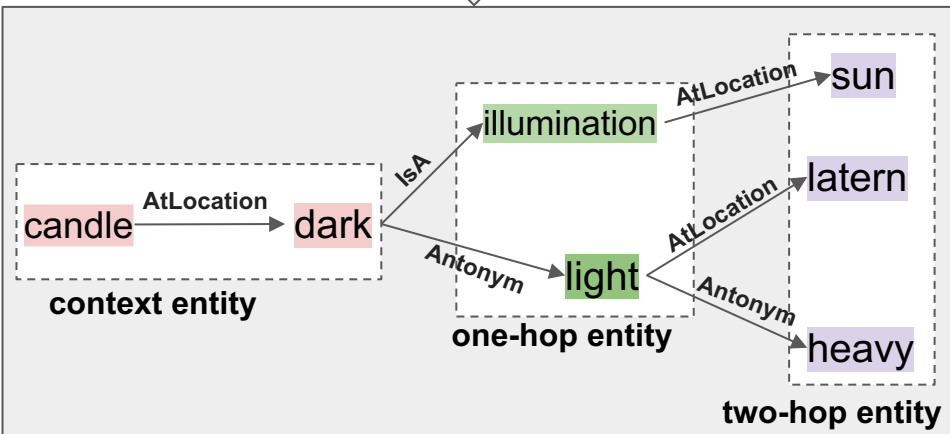 candle
AtLocation
dark
context entity
IsA
Antonym
illumination
light
one-hop entity
AtLocation
AtLocation
Antonym
sun
latern
heavy
two-hop entity